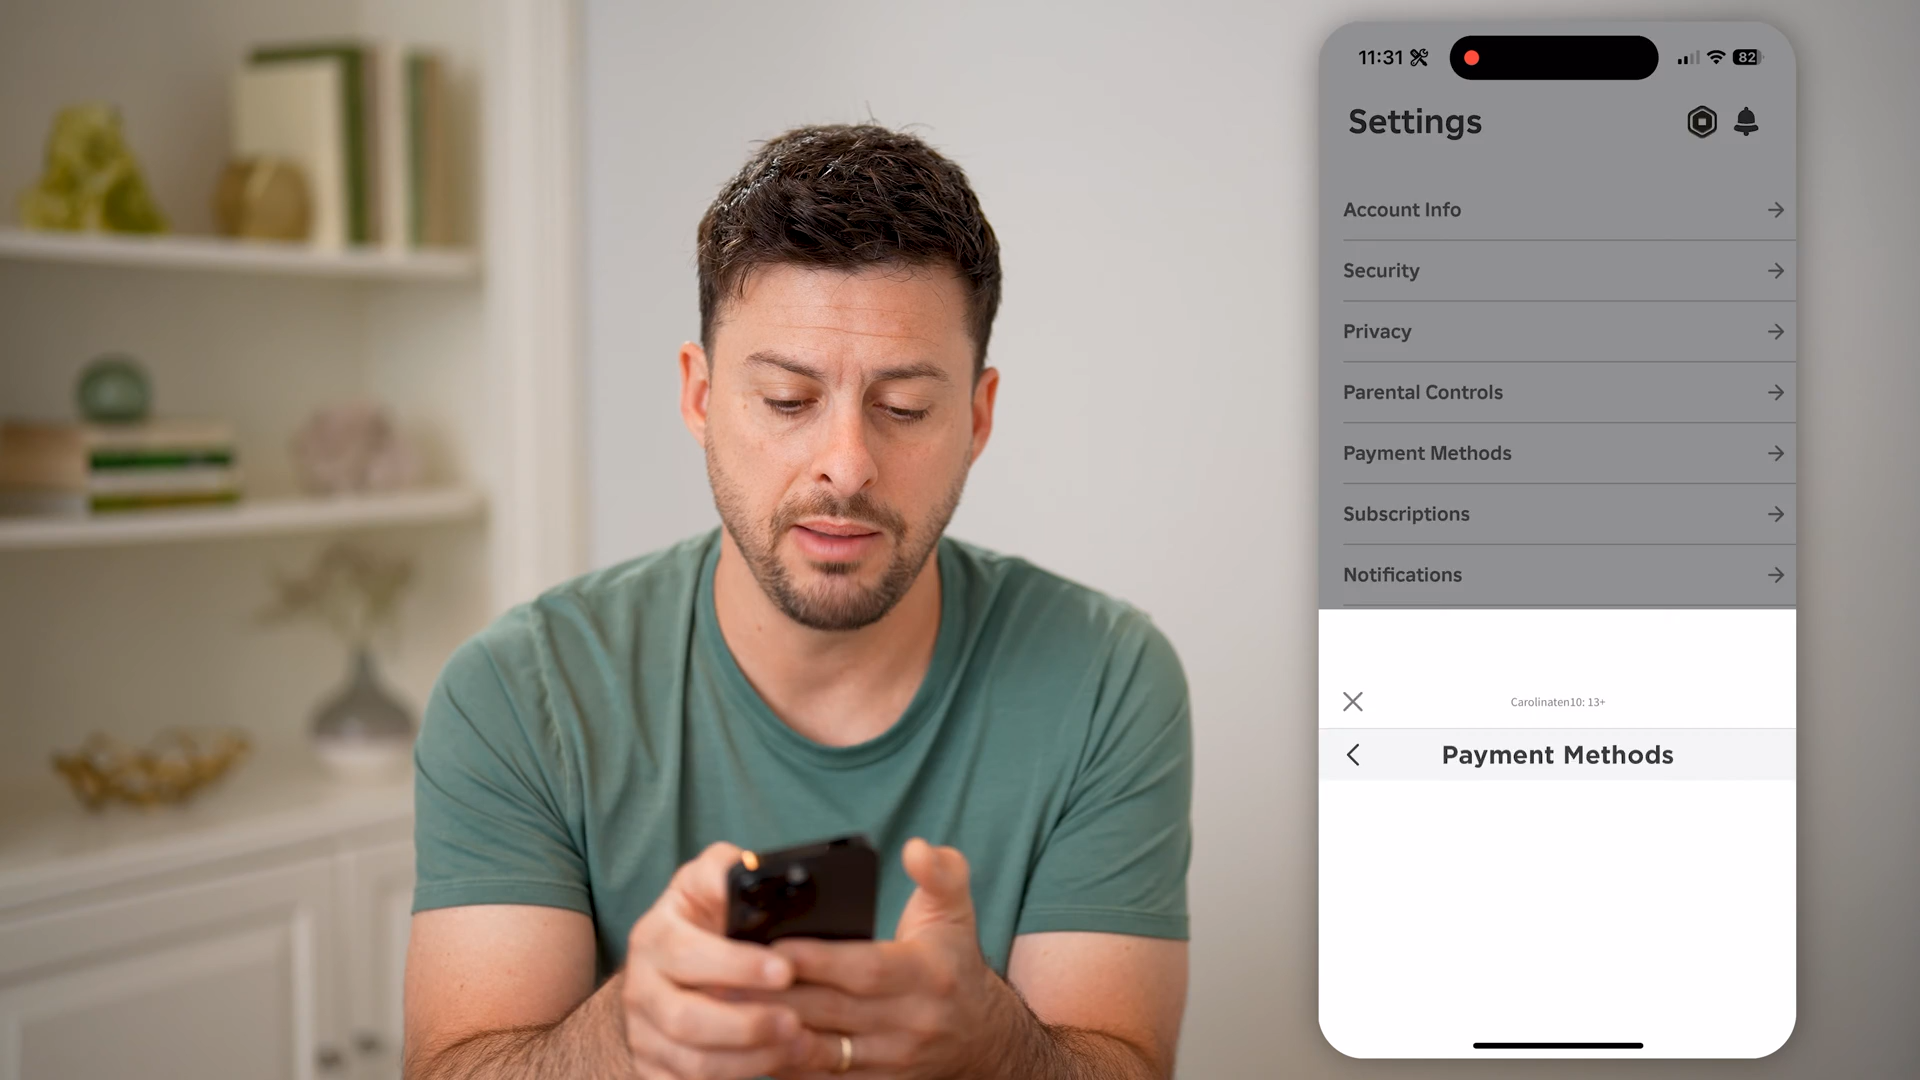 11:31
82
Settings
Account Info
Security
Privacy
Parental Controls
Payment Methods
Subscriptions
Notifications
Carolinaten10: 13+
Payment Methods